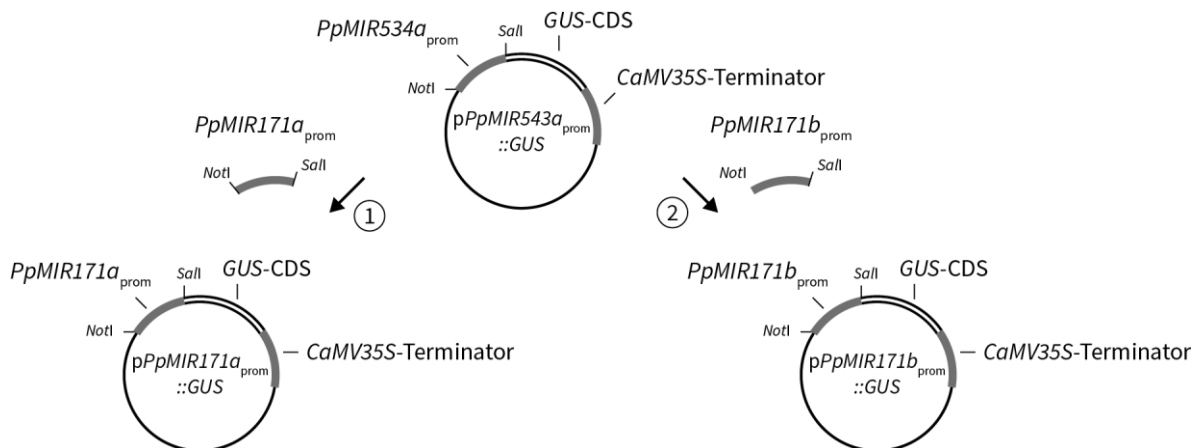 PpMIR534aprom
SalI
GUS-CDS
NotI
CaMV35S-Terminator
pPpMIR543aprom
::GUS
PpMIR171aprom
NotI
SalI
PpMIR171bprom
NotI
SalI
1
2
PpMIR171aprom
SalI
GUS-CDS
NotI
CaMV35S-Terminator
pPpMIR171aprom
::GUS
PpMIR171bprom
SalI
GUS-CDS
NotI
CaMV35S-Terminator
pPpMIR171bprom
::GUS